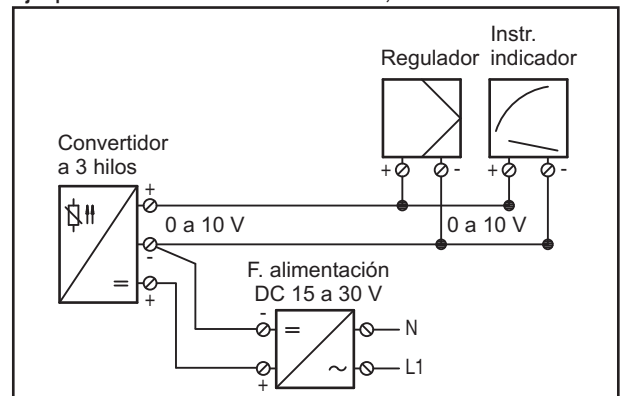 Instr.
Regulador indicador
+ - + -
Convertidor
a 3 hilos
+
0 a 10 V 0 a 10 V
-
= +
F. alimentación
DC 15 a 30 V
- = N
+ ~ L1